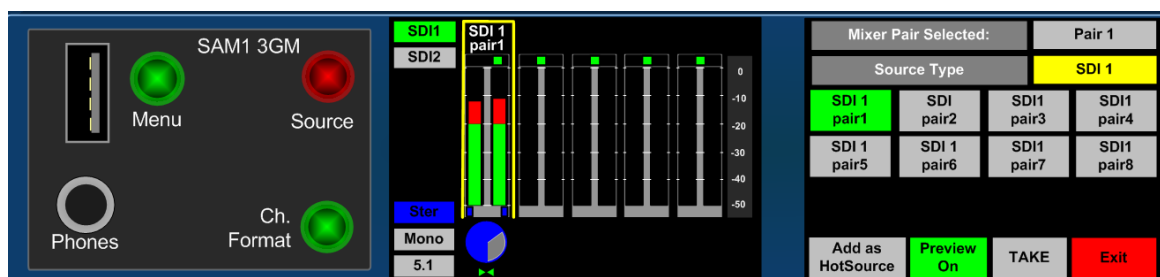 SAM1 3GM
Menu
Source
Phones
Ch.
Format
SDI1
SDI2
SDI 1
pair1
0
-10
-20
-30
-40
-50
Ster
Mono
5.1
Mixer Pair Selected:
Pair 1
Source Type
SDI 1
SDI 1
pair1
SDI
pair2
SDI1
pair3
SDI1
pair4
SDI 1
pair5
SDI 1
pair6
SDI1
pair7
SDI1
pair8
Add as
HotSource
Preview
On
TAKE
Exit